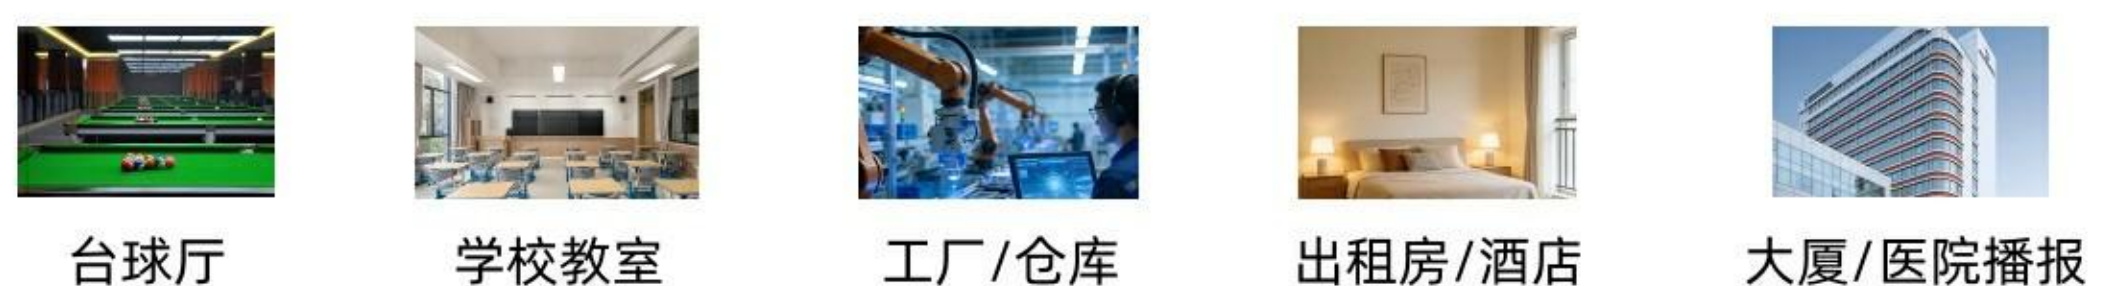 台球厅
学校教室
工厂/仓库
出租房/酒店
大厦/医院播报